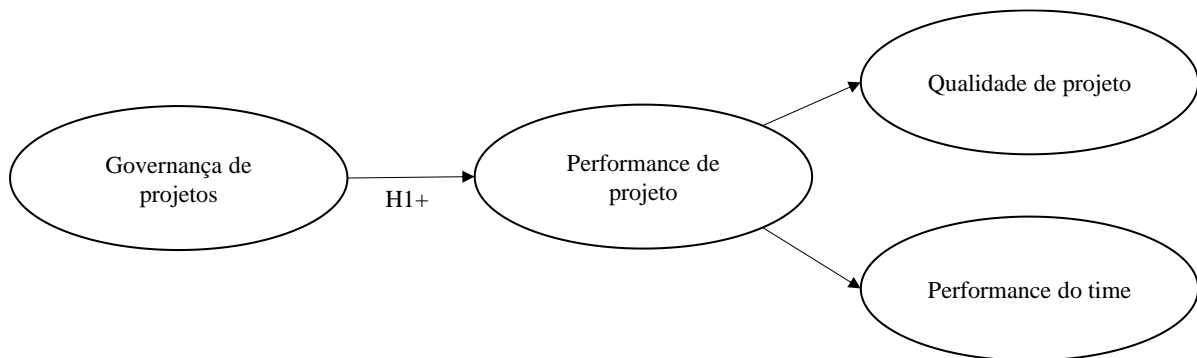 Governança de
projetos
H1+
Performance de
projeto
Qualidade de projeto
Performance do time